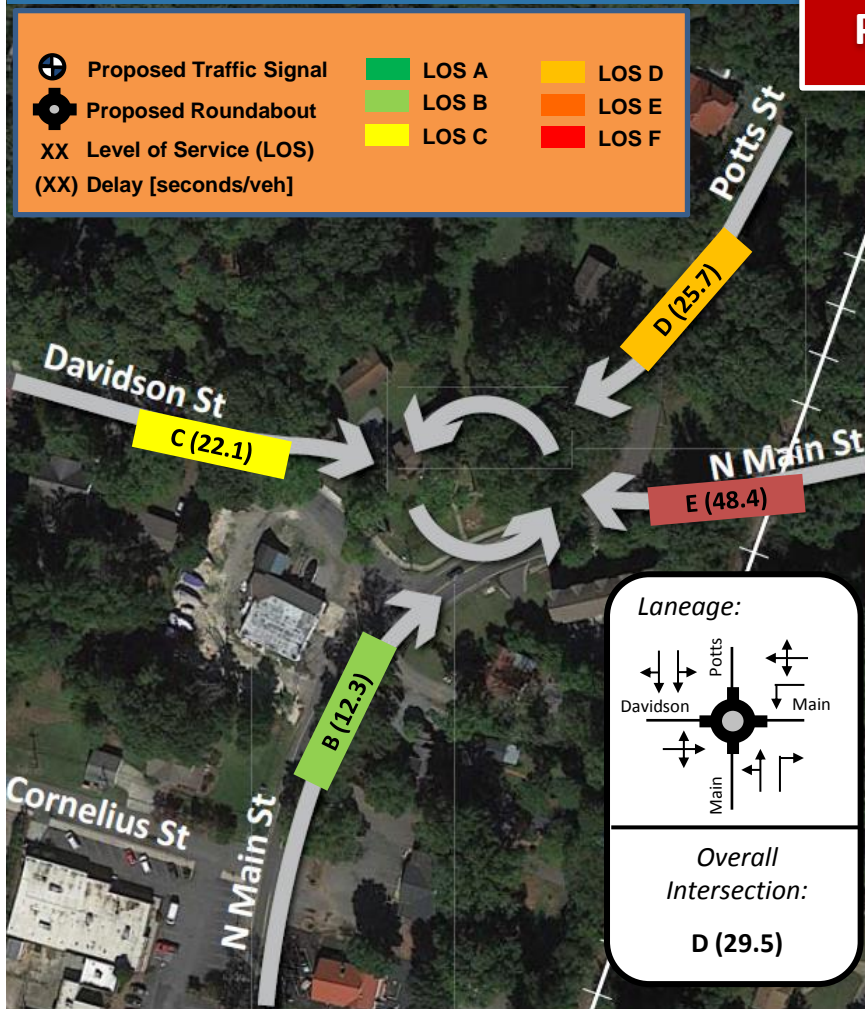 P
Proposed Traffic Signal
Proposed Roundabout
XX Level of Service (LOS)
(XX) Delay [seconds/veh]
LOS A
LOS B
LOS C
LOS D
LOS E
LOS F
Potts St
D (25.7)
Davidson St
C (22.1)
N Main St
E (48.4)
B (12.3)
Cornelius St
N Main St
Laneage:
Potts
Davidson
Main
Main
Overall
Intersection:
D (29.5)